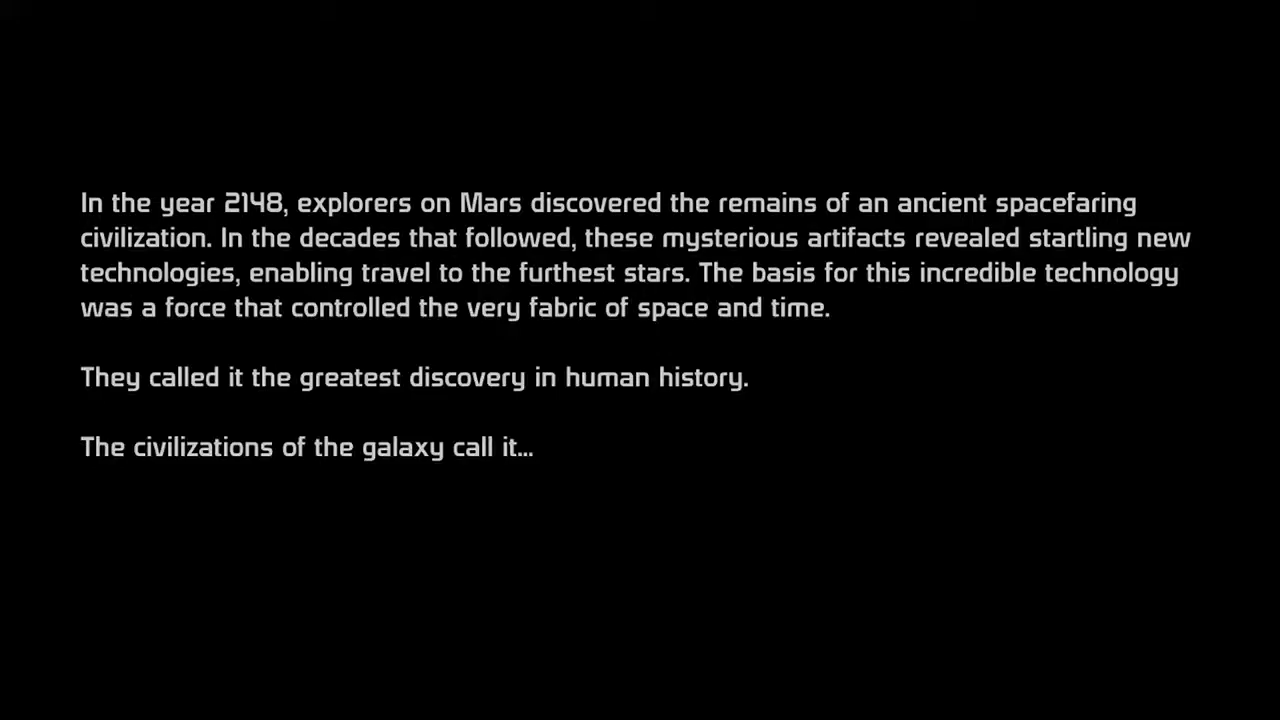 In the year 2148, explorers on Mars discovered the remains of an ancient spacefaring
civilization. In the decades that followed, these mysterious artifacts revealed startling new
technologies, enabling travel to the furthest stars. The basis for this incredible technology
was a force that controlled the very fabric of space and time.
They called it the greatest discovery in human history.
The civilizations of the galaxy call it...